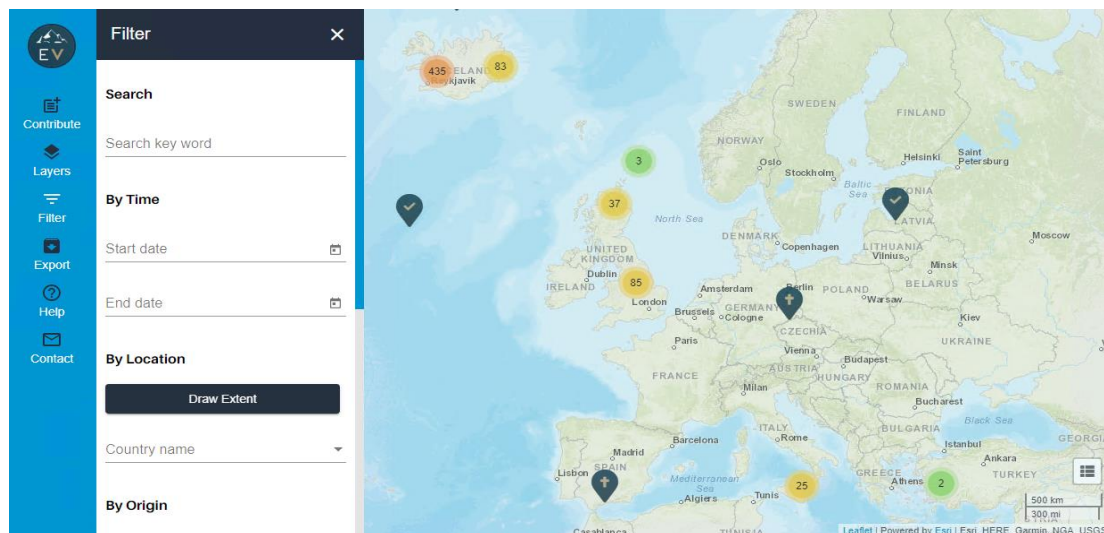 EV
Contribute
Layers
Filter
Export
Help
Contact
Filter
Search
Search key word
By Time
Start date
End date
By Location
Draw Extent
Country name
By Origin
435
83
Reykjavik
SWEDEN
FINLAND
NORWAY
3
Oslo
Helsinki
Saint
Petersburg
Stockholm
37
Baltic
Sea
North Sea
LATVIA
Moscow
DENMARK
Copenhagen
LITHUANIA
UNITED
KINGDOM
Vilnius
Minsk
Dublin
85
IRELAND
Amsterdam
Berlin
POLAND
BELARUS
London
Warsaw
Brussels
Cologne
GERMANY
CZECHIA
Kiev
Paris
UKRAINE
Vienna
Budapest
FRANCE
AUSTRIA
HUNGARY
Milan
ROMANIA
Bucharest
ITALY
BULGARIA
Black Sea
Barcelona
Rome
Istanbul
GEORGI
Madrid
Ankara
Lisbon
SPAIN
Mediterranean
Sea
25
GREECE
Athens
2
TURKEY
Algiers
Tunis
500 km
300 mi
Casablanca
TUNISIA
Leaflet | Powered by Esri | Esri, HERE, Garmin, NGA, USGS